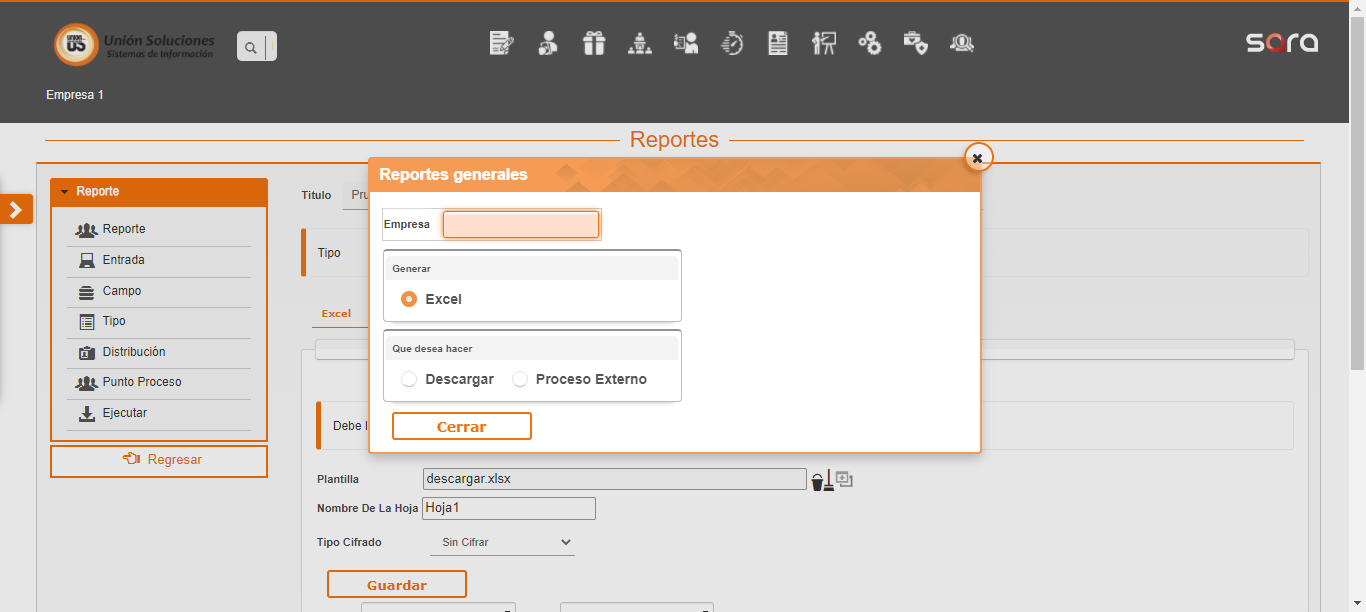 Unión Soluciones
Sistemas de Información
Empresa 1
sara
Reportes
Reporte
Reporte
Entrada
Campo
Tipo
Distribución
Punto Proceso
Ejecutar
Regresar
Titulo Pru
Tipo
Excel
Debe
Reportes generales
Empresa
Generar
Excel
Que desea hacer
Descargar Proceso Externo
Cerrar
Plantilla descargar.xlsx
Nombre De La Hoja Hoja1
Tipo Cifrado Sin Cifrar
Guardar